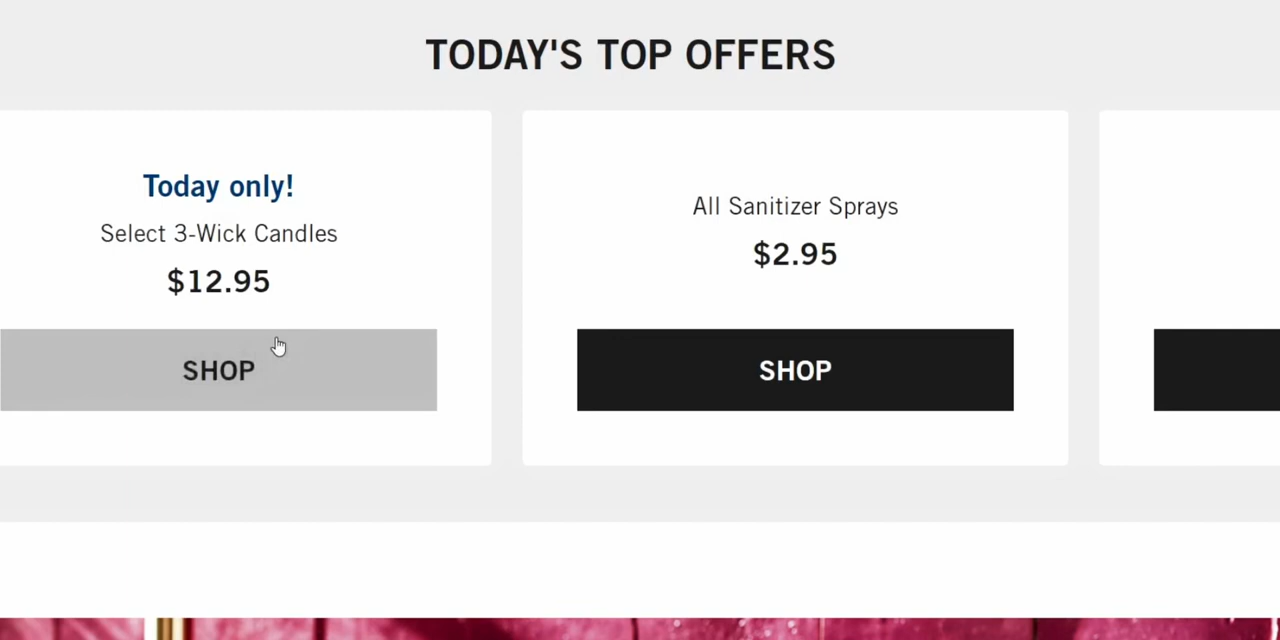 TODAY'S TOP OFFERS
Today only!
Select 3-Wick Candles
$12.95
SHOP
All Sanitizer Sprays
$2.95
SHOP